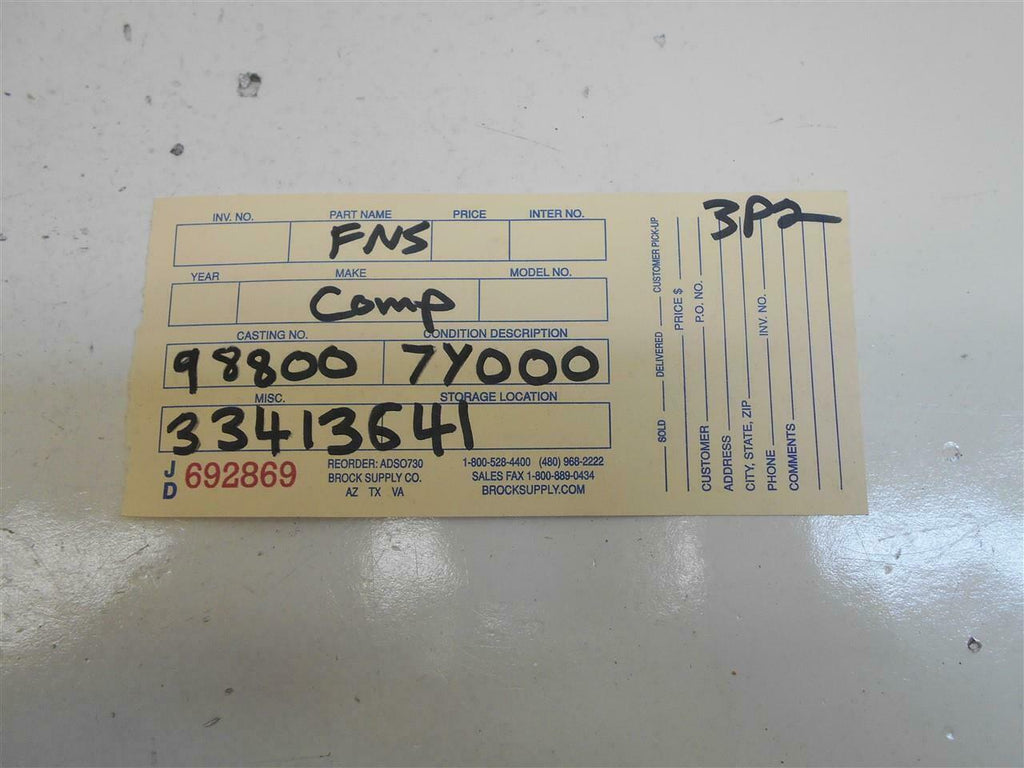 INV. NO. PART NAME PRICE INTER NO.
FNS
YEAR MAKE MODEL NO.
Comp
CASTING NO. CONDITION DESCRIPTION
98800 7Y000
MISC. STORAGE LOCATION
33413641
JD 692869
REORDER: ADSO730
BROCK SUPPLY CO.
AZ TX VA
1-800-528-4400 (480) 968-2222
SALES FAX 1-800-889-0434
BROCKSUPPLY.COM
3P2
SOLD DELIVERED CUSTOMER PICK-UP
PRICE $
CUSTOMER P.O. NO.
ADDRESS
CITY, STATE, ZIP
PHONE INV. NO.
COMMENTS